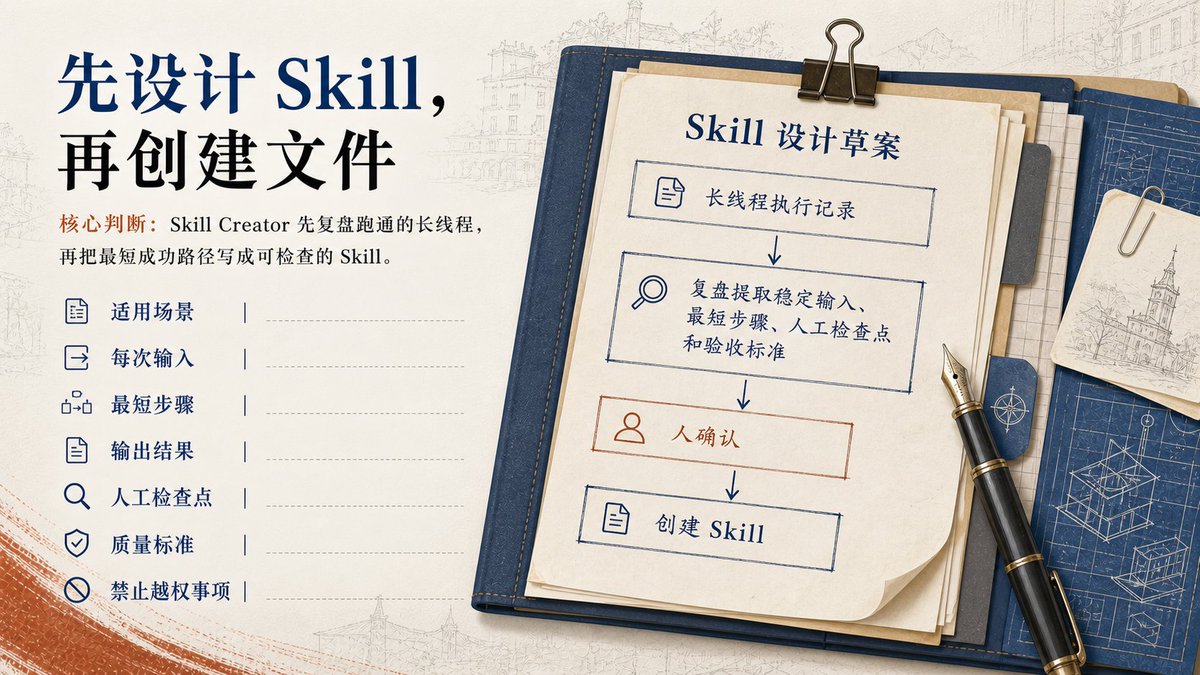 先设计 Skill，
再创建文件
核心判断：Skill Creator 先复盘跑通的长线程，
再把最短成功路径写成可检查的 Skill。
适用场景
每次输入
最短步骤
输出结果
人工检查点
质量标准
禁止越权事项
Skill 设计草案
长线程执行记录
复盘提取稳定输入、
最短步骤、人工检查点
和验收标准
人确认
创建 Skill